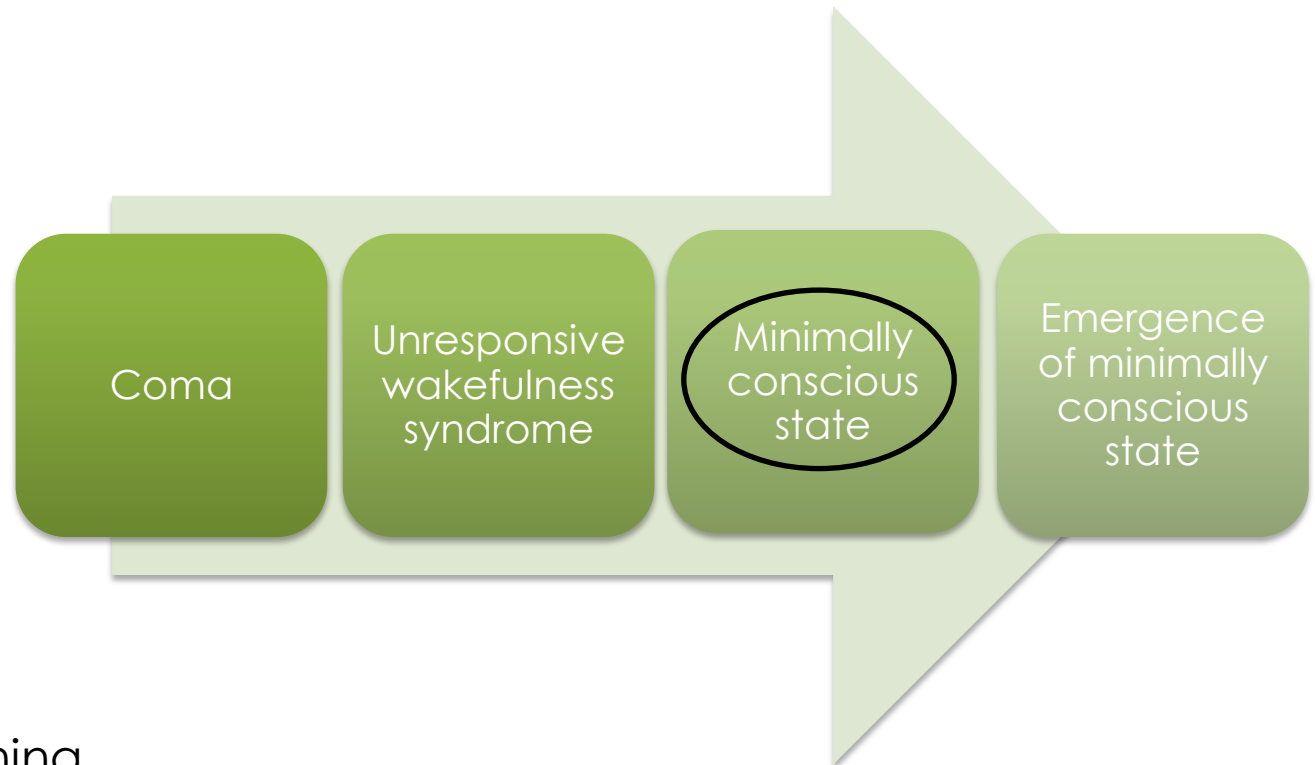 Coma
Unresponsive
wakefulness
syndrome
Minimally
conscious
state
Emergence
of minimally
conscious
state